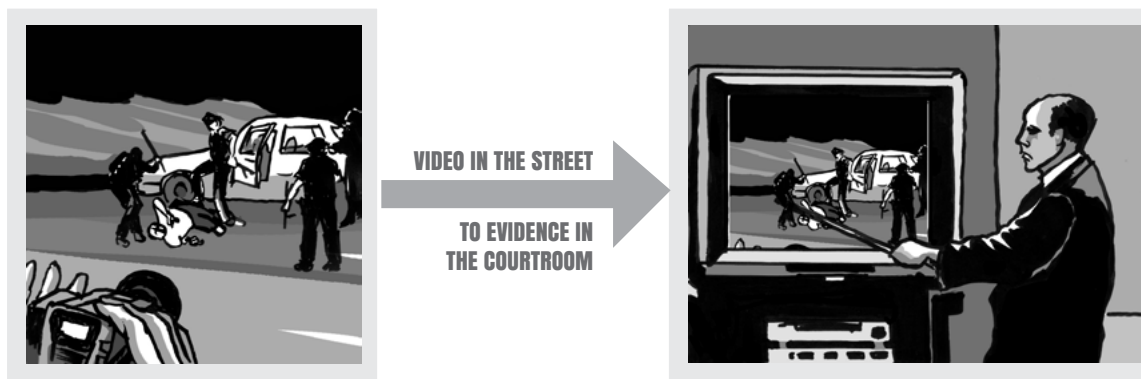 VIDEO IN THE STREET
TO EVIDENCE IN
THE COURTROOM